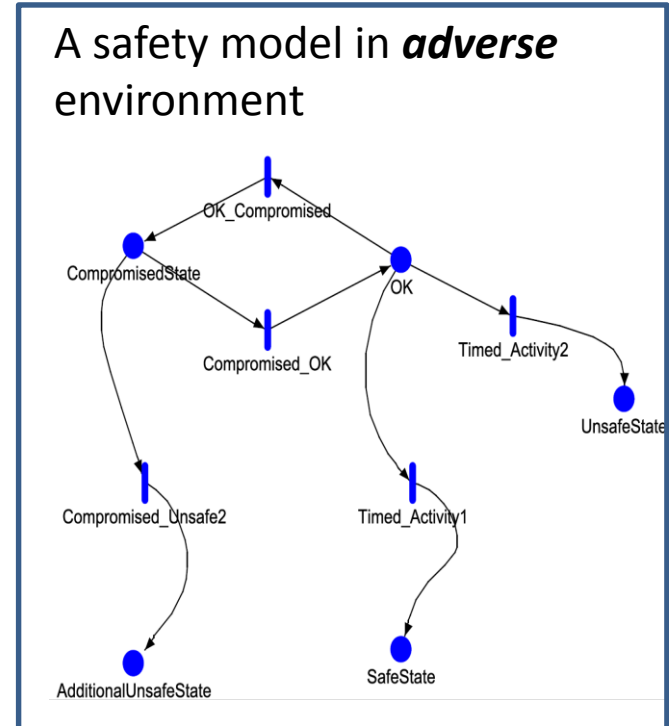 A safety model in adverse
environment
OK_Compromised
CompromisedState
OK
Compromised_OK
Timed_Activity2
UnsafeState
Compromised_Unsafe2
Timed_Activity1
AdditionalUnsafeState
SafeState